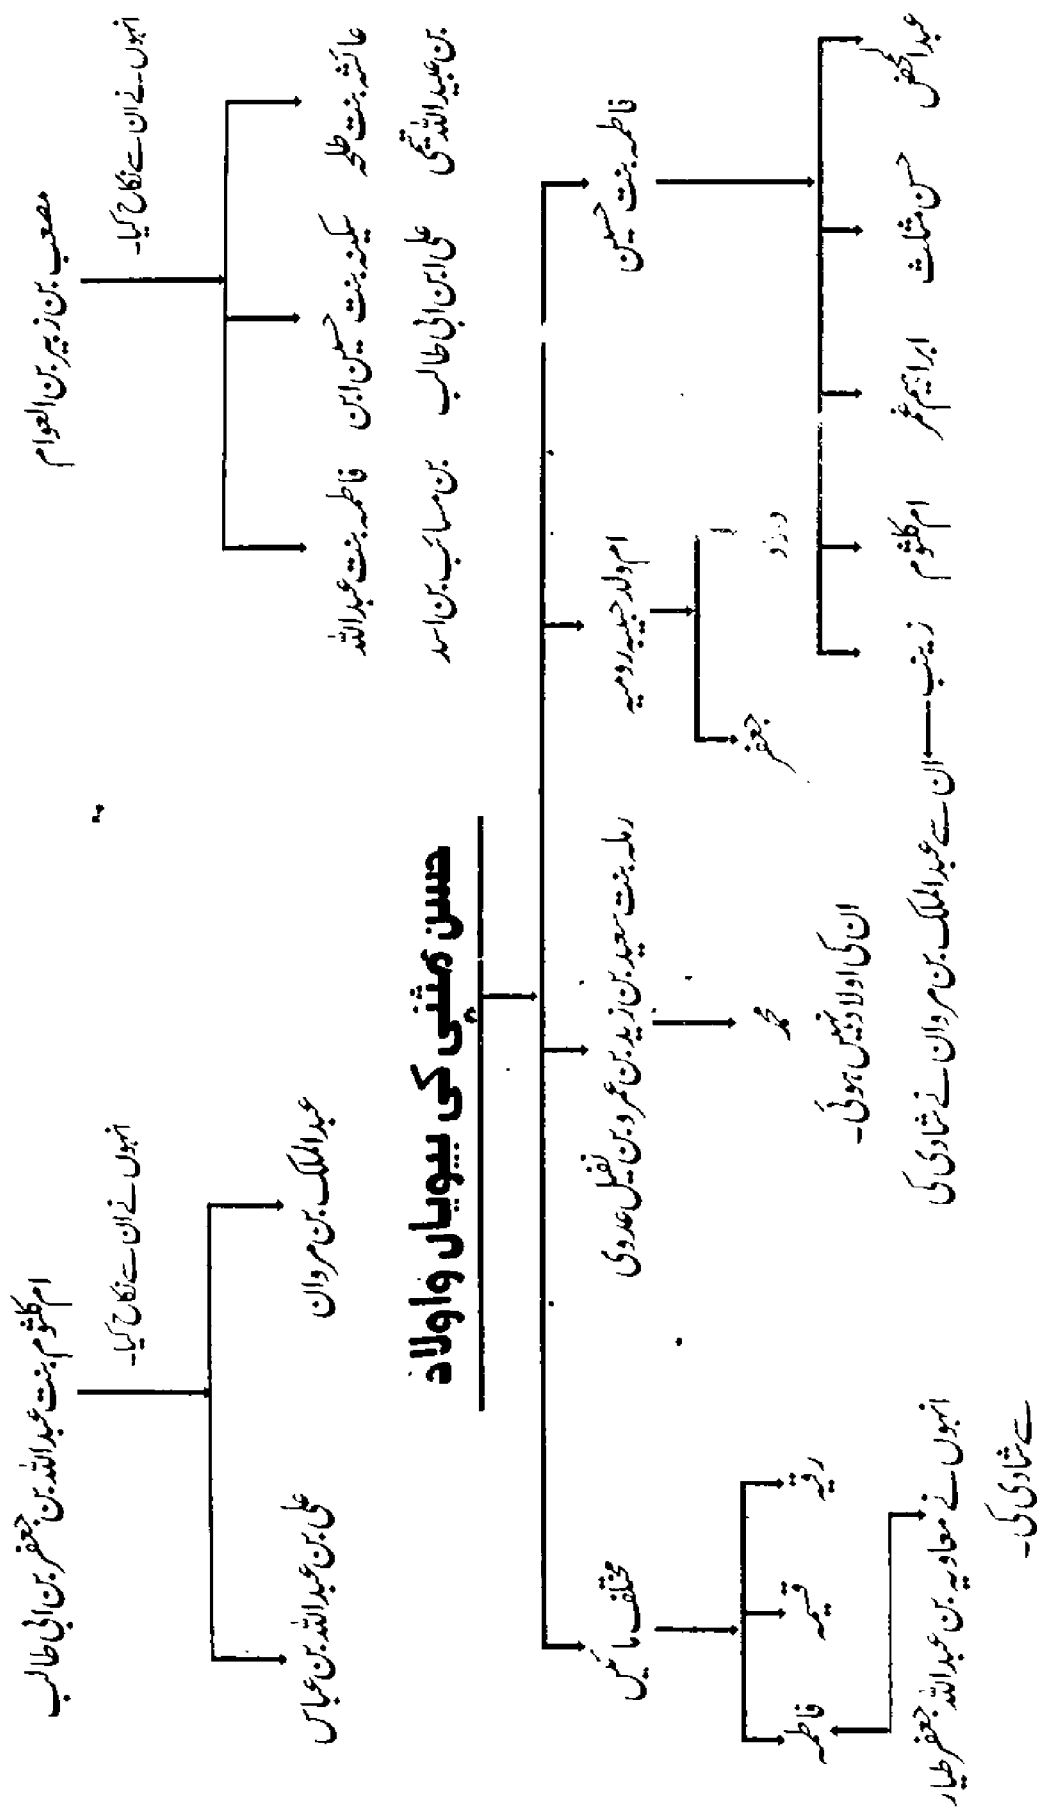 مصعب بن زبیر بن العوام
انہوں نے ان سے نکاح کیا۔
عائشہ بنت طلحہ
بن عبیداللہ تیمی
سکینہ بنت حسین ابن
علی ابن ابی طالب
فاطمہ بنت عبداللہ
بن سائب بن اسد
ام کلثوم بنت عبداللہ بن جعفر بن ابی طالب
انہوں نے ان سے نکاح کیا۔
عبدالملک بن مروان
علی بن عبداللہ بن عباس
حسن مثنی کی بیویاں واولاد
فاطمہ بنت حسین
عبدالمحض
حسن مثلث
ابراہیم غمر
ام کلثوم
زینب
ان سے عبدالملک بن مروان نے شادی کی
ام ولد حبیبہ رومیہ
جعفر
رملہ بنت سعید بن زید بن عمرو بن نفیل عدوی
محمد
ان کی اولاد نہیں ہوئی۔
مختلف مائیں
رقیہ
قسیمہ
فاطمہ
انہوں نے معاویہ بن عبداللہ جعفر طیار
سے شادی کی۔